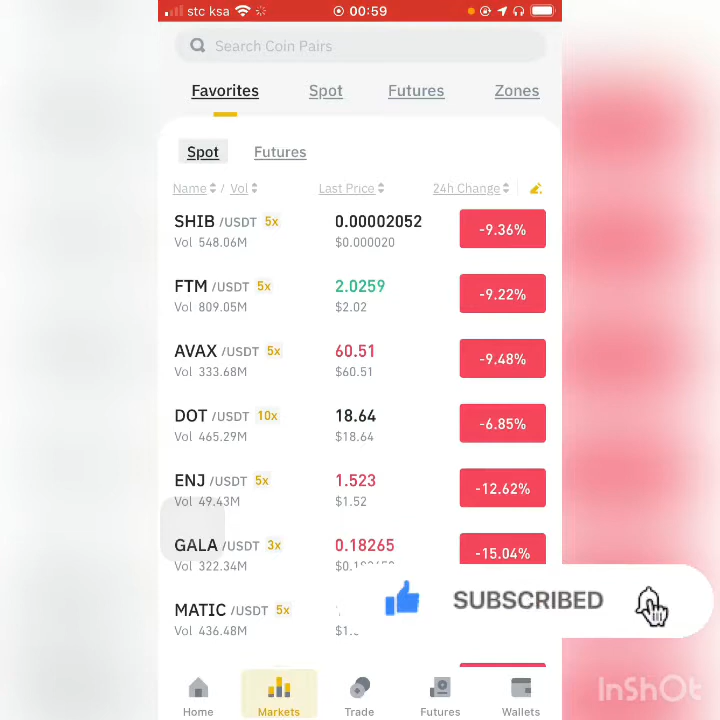 stc ksa 00:59
Search Coin Pairs
Favorites Spot Futures Zones
Spot Futures
Name / Vol Last Price 24h Change
SHIB /USDT 5x 0.00002052 -9.36%
Vol 548.06M $0.000020
FTM /USDT 5x 2.0259 -9.22%
Vol 809.05M $2.02
AVAX /USDT 5x 60.51 -9.48%
Vol 333.68M $60.51
DOT /USDT 10x 18.64 -6.85%
Vol 465.29M $18.64
ENJ /USDT 5x 1.523 -12.62%
Vol 49.43M $1.52
GALA /USDT 3x 0.18265 -15.04%
Vol 322.34M
SUBSCRIBED
MATIC /USDT 5x
Vol 436.48M
Home Markets Trade Futures Wallets
InShOt